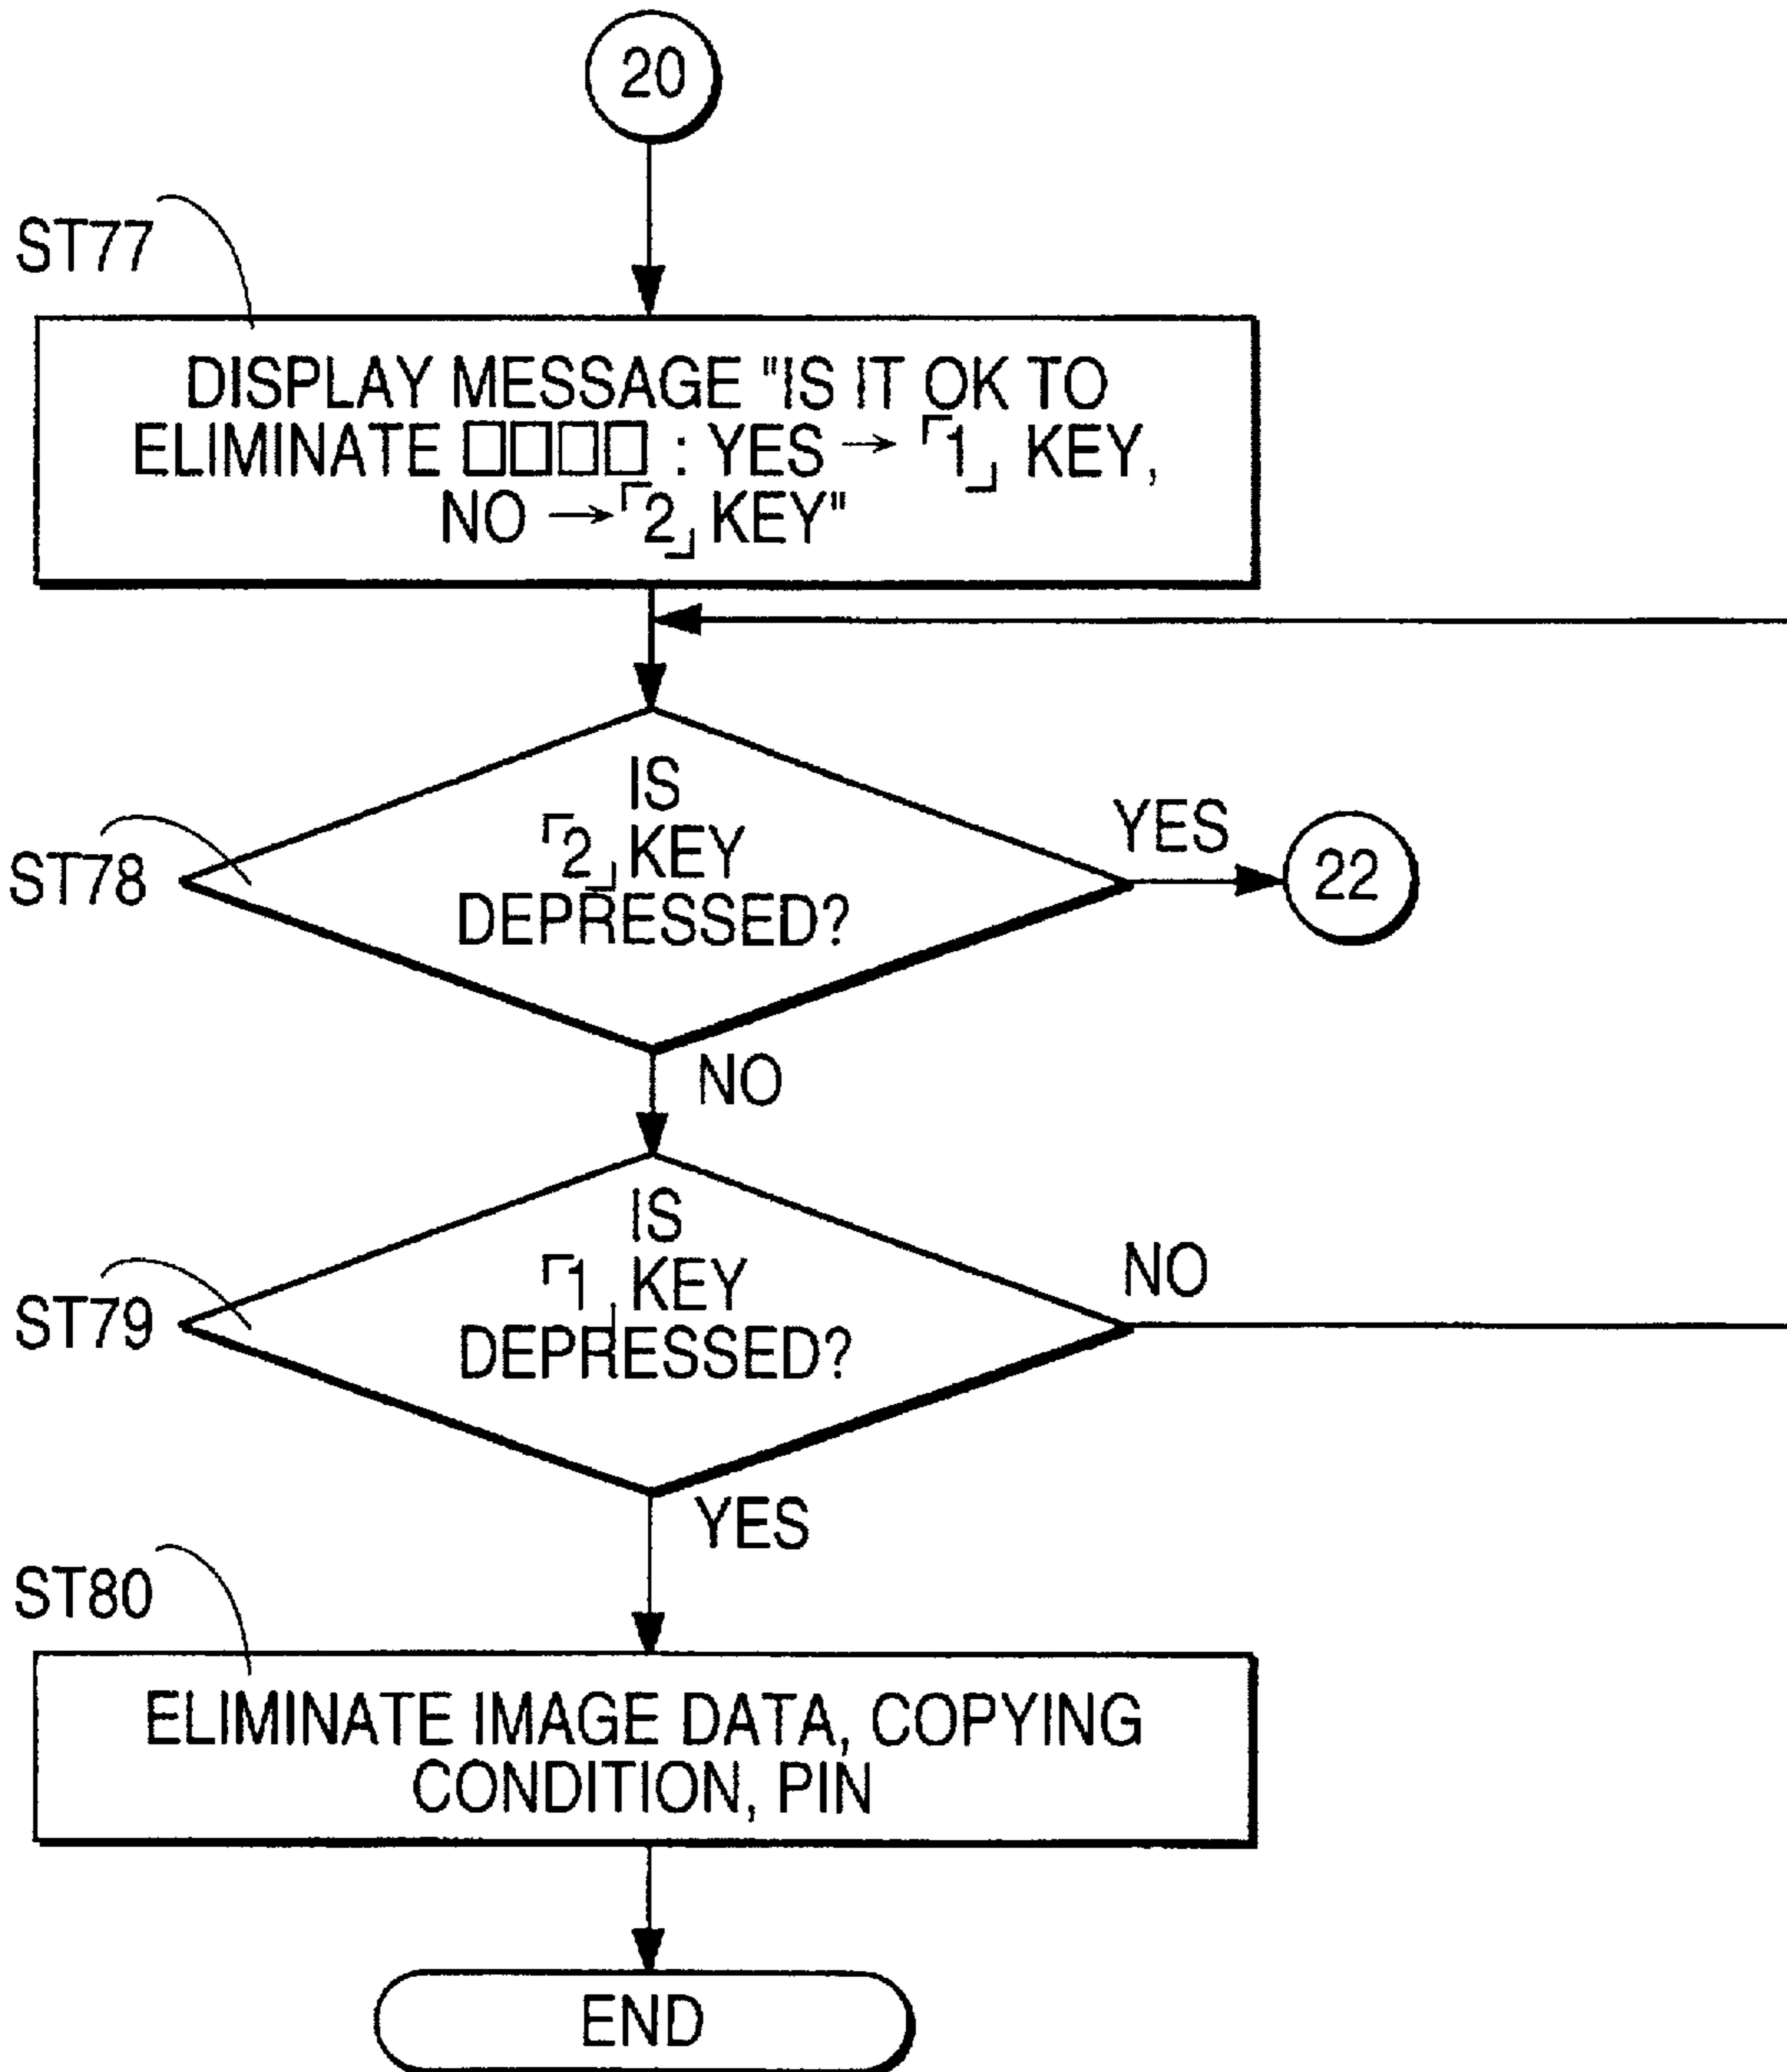 20
ST77
DISPLAY MESSAGE "IS IT OK TO
ELIMINATE □□□□ : YES → 「1」 KEY,
NO →「2」KEY"
IS
「2」KEY
DEPRESSED?
YES
22
ST78
NO
IS
「1」KEY
DEPRESSED?
NO
ST79
YES
ST80
ELIMINATE IMAGE DATA, COPYING
CONDITION, PIN
END